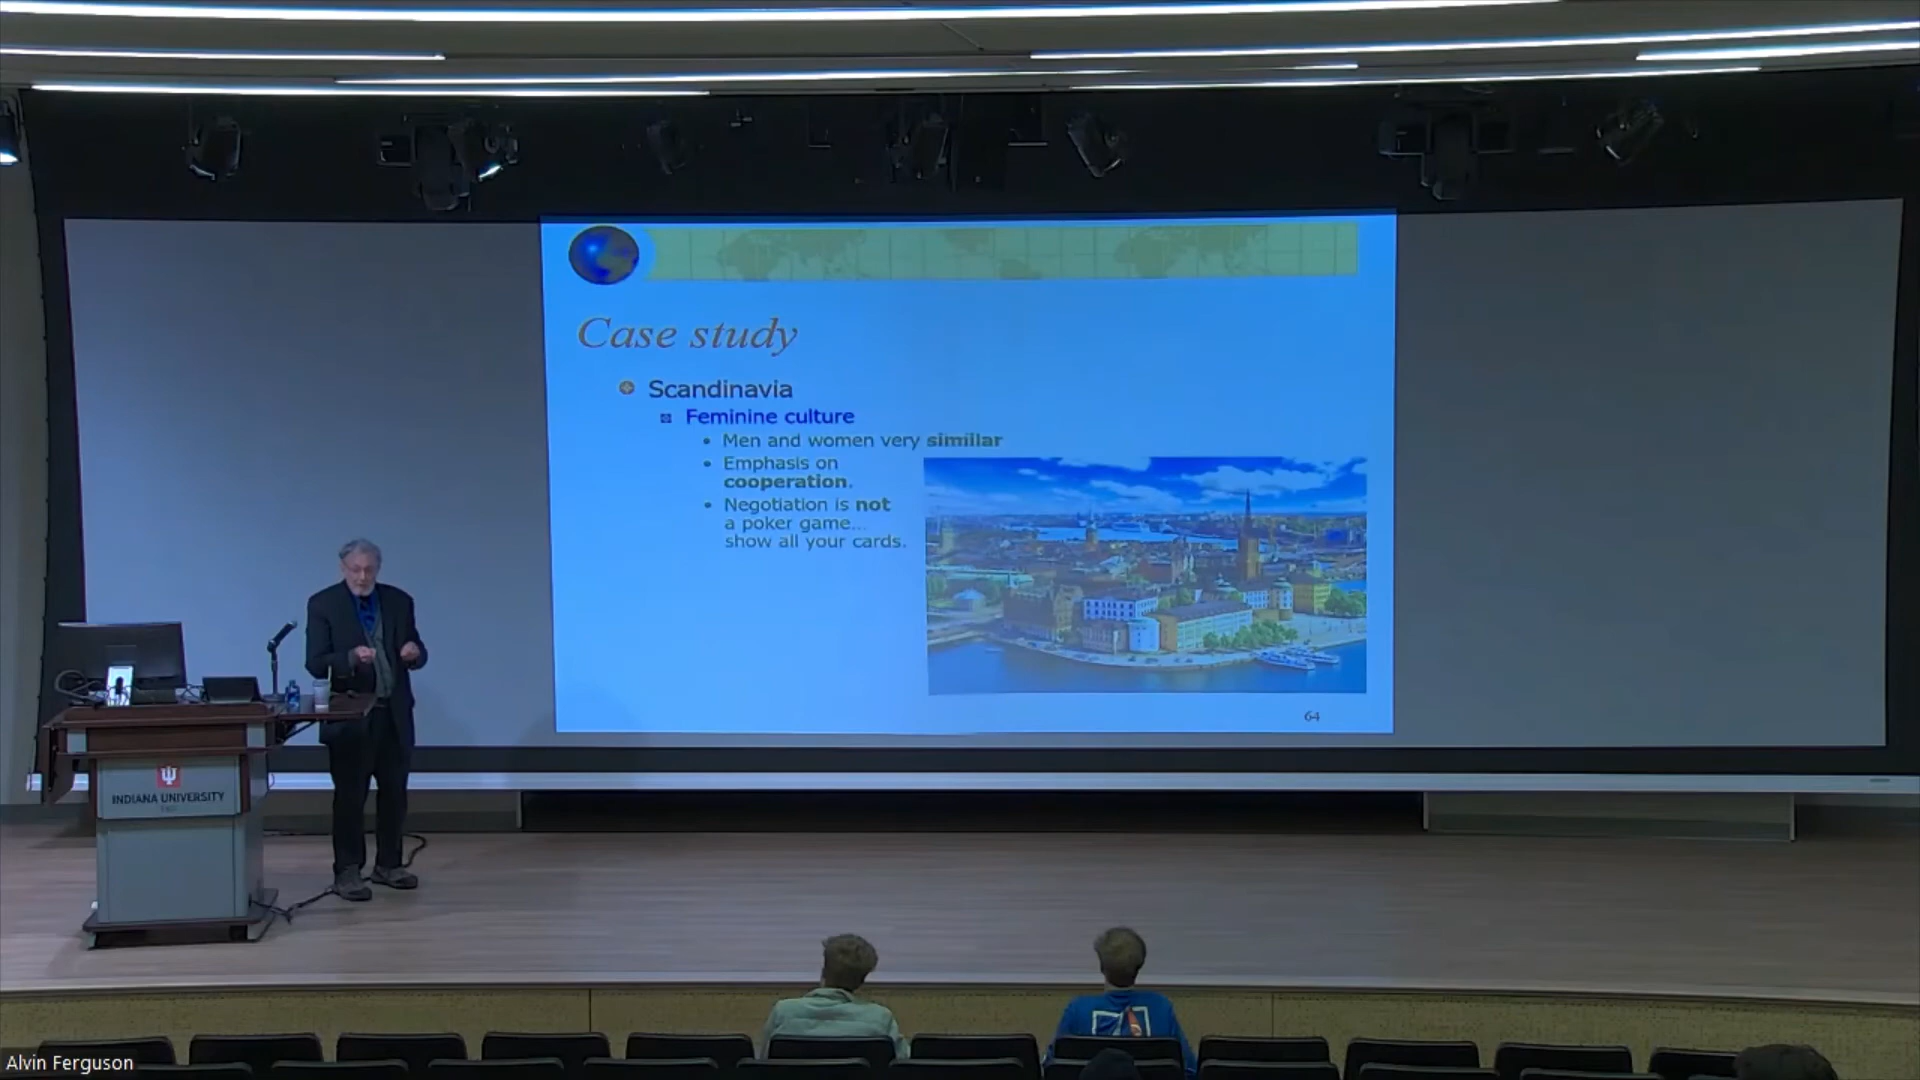 Case study
Scandinavia
Feminine culture
Men and women very simillar
Emphasis on
cooperation.
Negotiation is not
a poker game...
show all your cards.
64
INDIANA UNIVERSITY
Alvin Ferguson